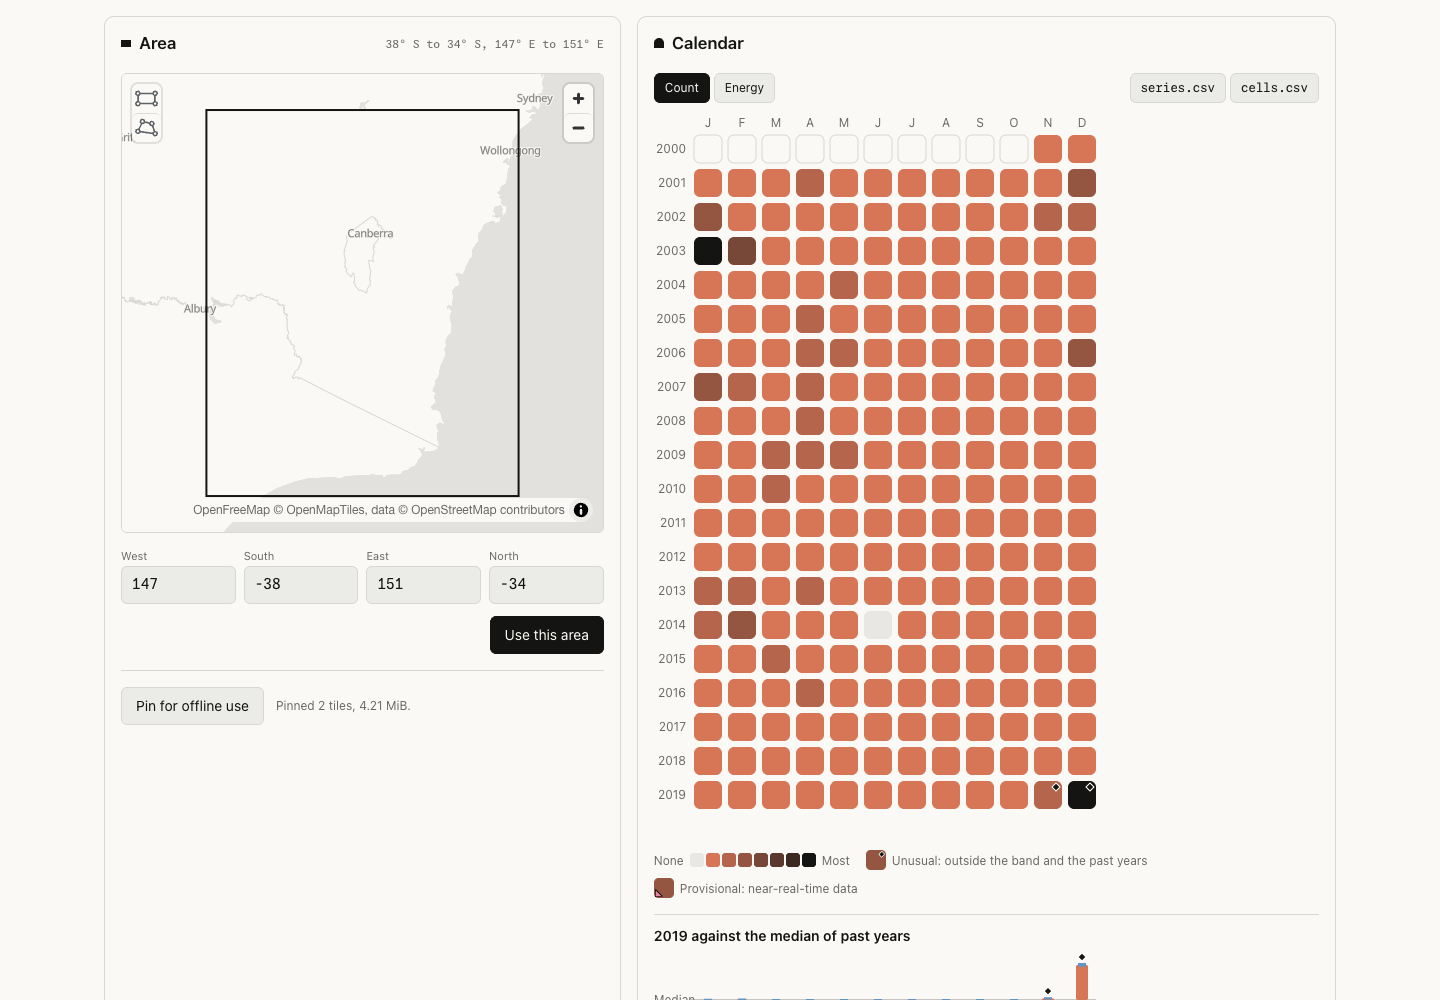 Area
38° S to 34° S, 147° E to 151° E
Sydney
Wollongong
Canberra
Albury
OpenFreeMap © OpenMapTiles, data © OpenStreetMap contributors
West South East North
147 -38 151 -34
Use this area
Pin for offline use Pinned 2 tiles, 4.21 MiB.
Calendar
Count Energy series.csv cells.csv
J F M A M J J A S O N D
2000
2001
2002
2003
2004
2005
2006
2007
2008
2009
2010
2011
2012
2013
2014
2015
2016
2017
2018
2019
None Most Unusual: outside the band and the past years
Provisional: near-real-time data
2019 against the median of past years
Median